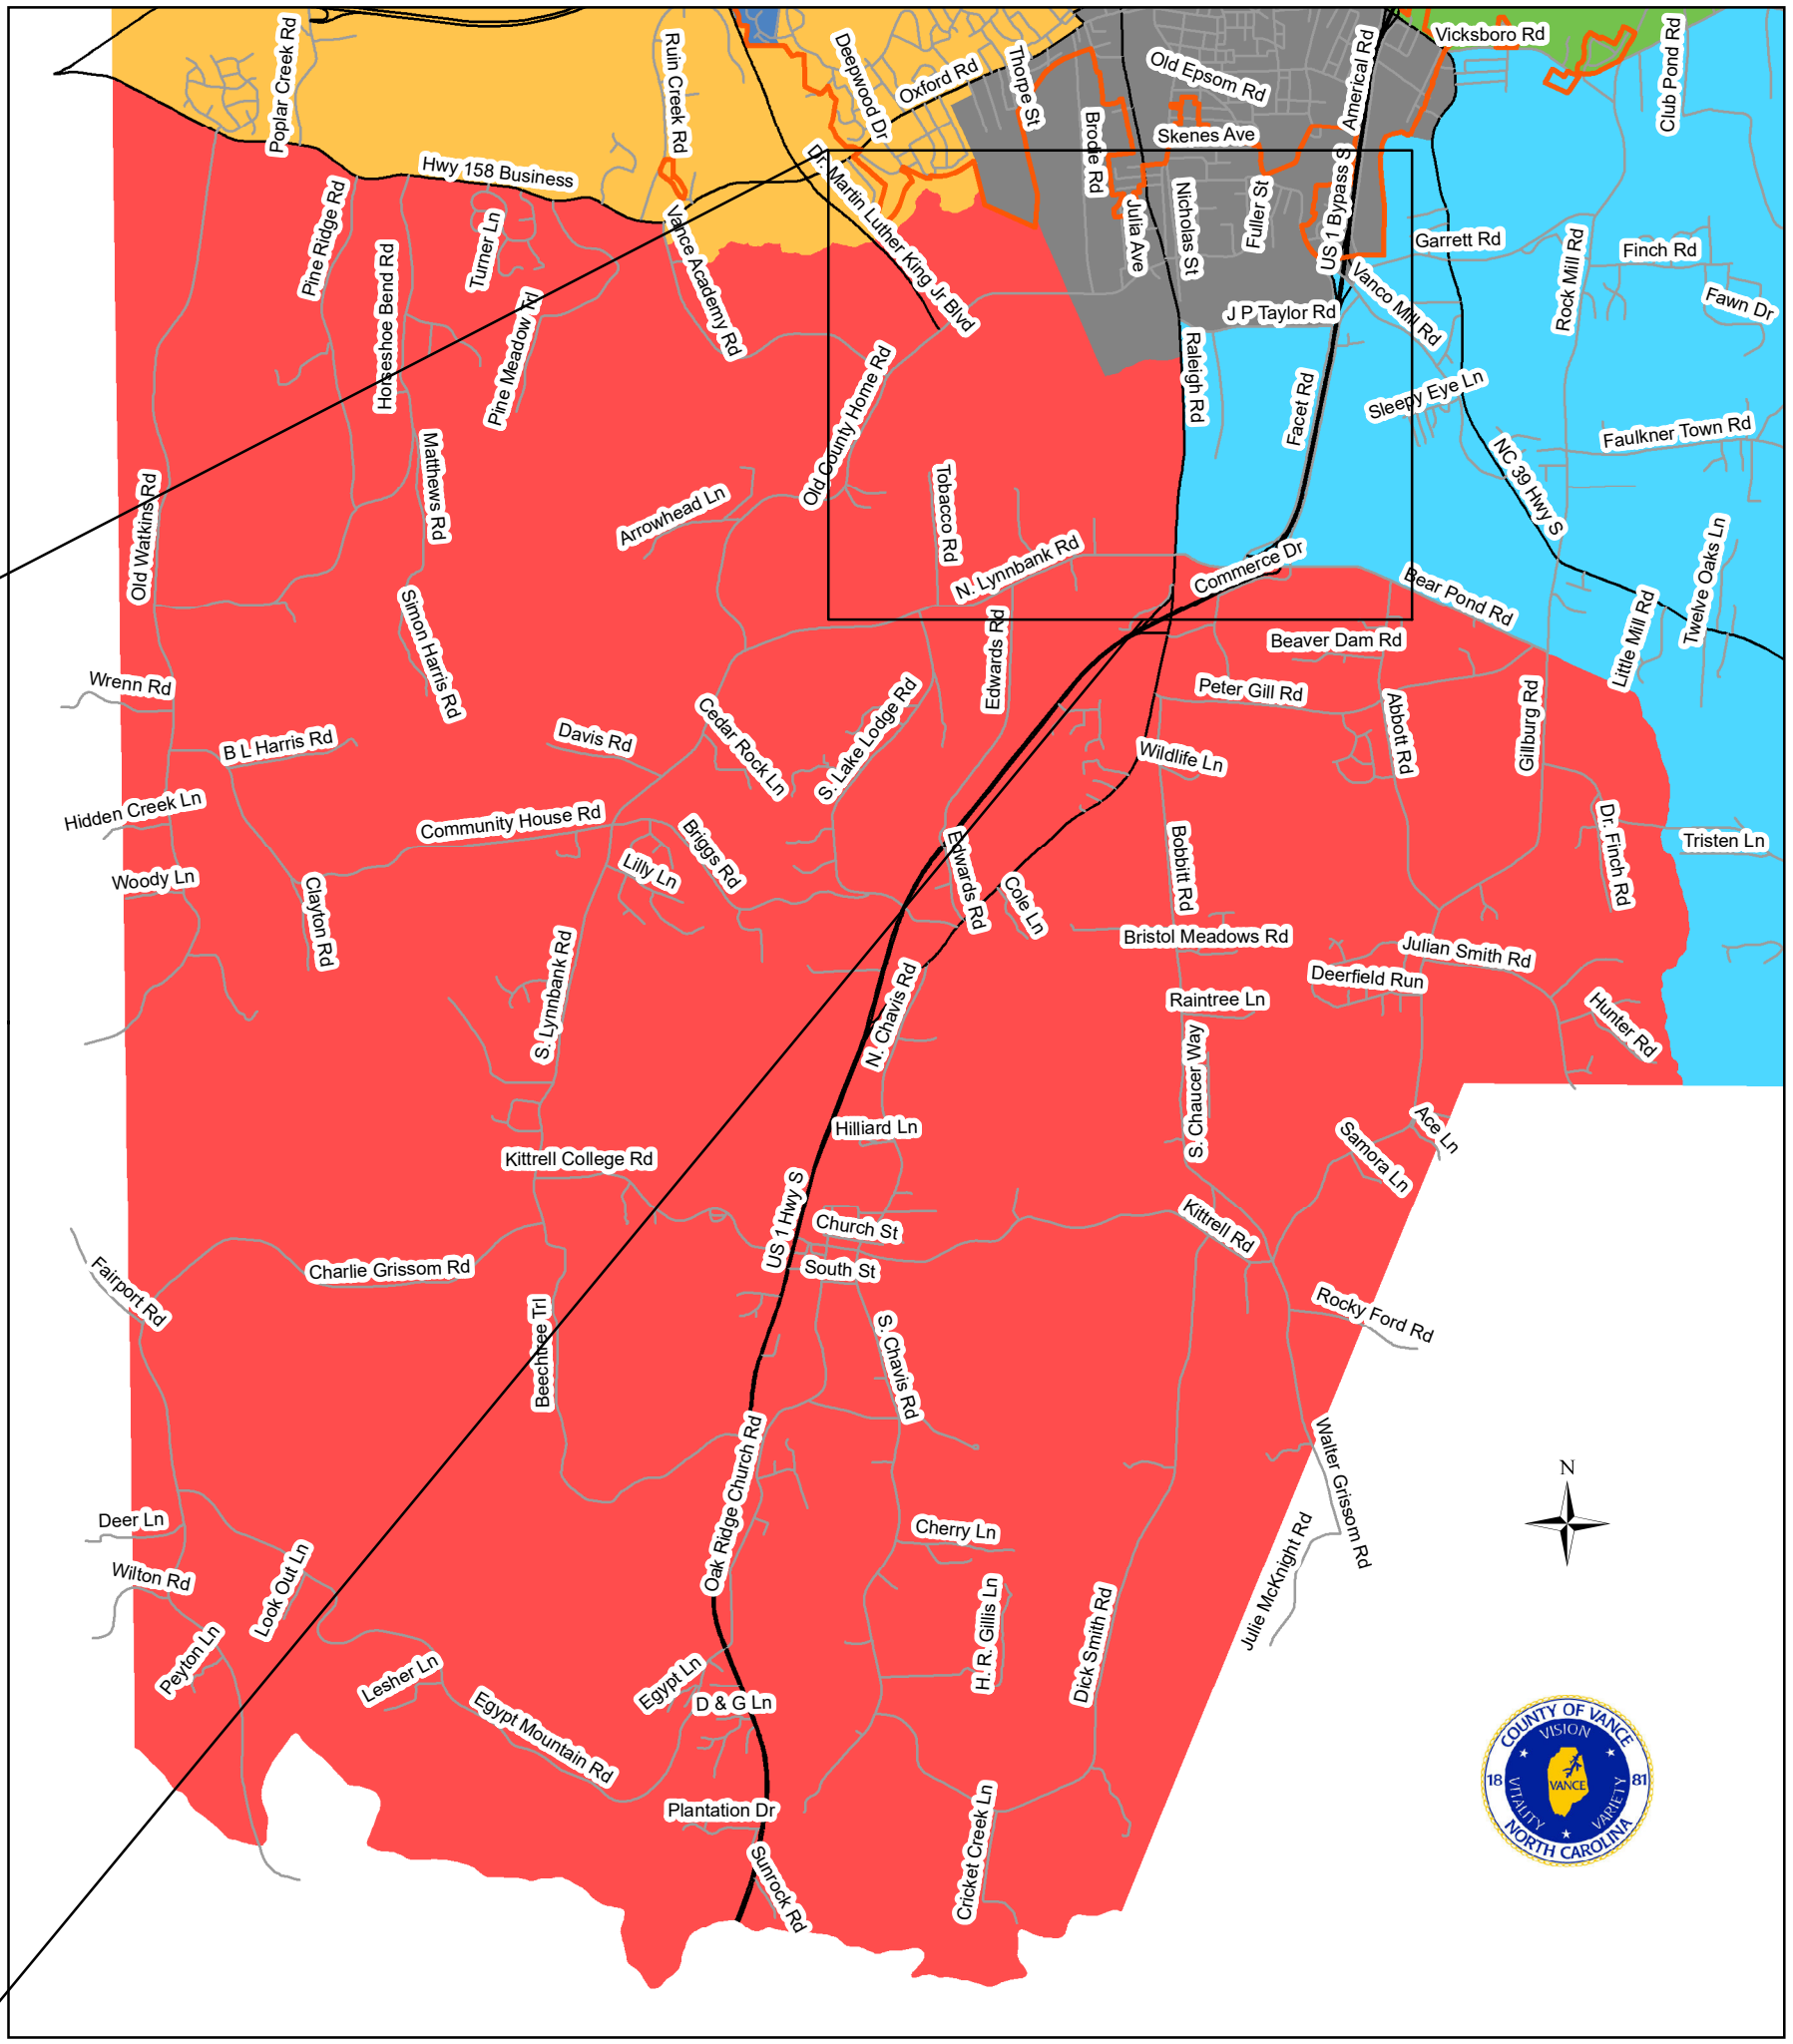 Poplar Creek Rd
Ruin Creek Rd
Deepwood Dr
Oxford Rd
Thorpe St
Old Epsom Rd
Americal Rd
Vicksboro Rd
Club Pond Rd
Brodie Rd
Skenes Ave
Hwy 158 Business
Dr. Martin Luther King Jr Blvd
Pine Ridge Rd
Horseshoe Bend Rd
Turner Ln
Vance Academy Rd
Julia Ave
Nicholas St
Fuller St
US 1 Bypass S
Garrett Rd
Rock Mill Rd
Finch Rd
Fawn Dr
Vanco Mill Rd
J P Taylor Rd
Pine Meadow Trl
Old County Home Rd
Raleigh Rd
Facet Rd
Sleepy Eye Ln
Faulkner Town Rd
NC 39 Hwy S
Old Watkins Rd
Matthews Rd
Arrowhead Ln
Tobacco Rd
N. Lynnbank Rd
Commerce Dr
Bear Pond Rd
Twelve Oaks Ln
Little Mill Rd
Simon Harris Rd
Edwards Rd
Beaver Dam Rd
Wrenn Rd
Peter Gill Rd
Abbott Rd
Gillburg Rd
B L Harris Rd
Davis Rd
Cedar Rock Ln
S. Lake Lodge Rd
Wildlife Ln
Hidden Creek Ln
Community House Rd
Briggs Rd
Lilly Ln
Edwards Rd
Cole Ln
Bobbitt Rd
Dr. Finch Rd
Tristen Ln
Woody Ln
Clayton Rd
Bristol Meadows Rd
Julian Smith Rd
Deerfield Run
S. Lynnbank Rd
N. Chavis Rd
Raintree Ln
Hunter Rd
S. Chaucer Way
Hilliard Ln
Ace Ln
Samora Ln
Kittrell College Rd
US 1 Hwy S
Church St
Kittrell Rd
South St
Charlie Grissom Rd
Fairport Rd
Beechtree Trl
S. Chavis Rd
Rocky Ford Rd
Oak Ridge Church Rd
Walter Grissom Rd
N
Deer Ln
Cherry Ln
Julie McKnight Rd
Wilton Rd
Look Out Ln
H. R. Gillis Ln
Dick Smith Rd
Peyton Ln
Lesher Ln
Egypt Ln
D & G Ln
Egypt Mountain Rd
Plantation Dr
Cricket Creek Ln
Sunrock Rd
COUNTY OF VANCE
VISION
18
VANCE
81
VITALITY
VARIETY
NORTH CAROLINA